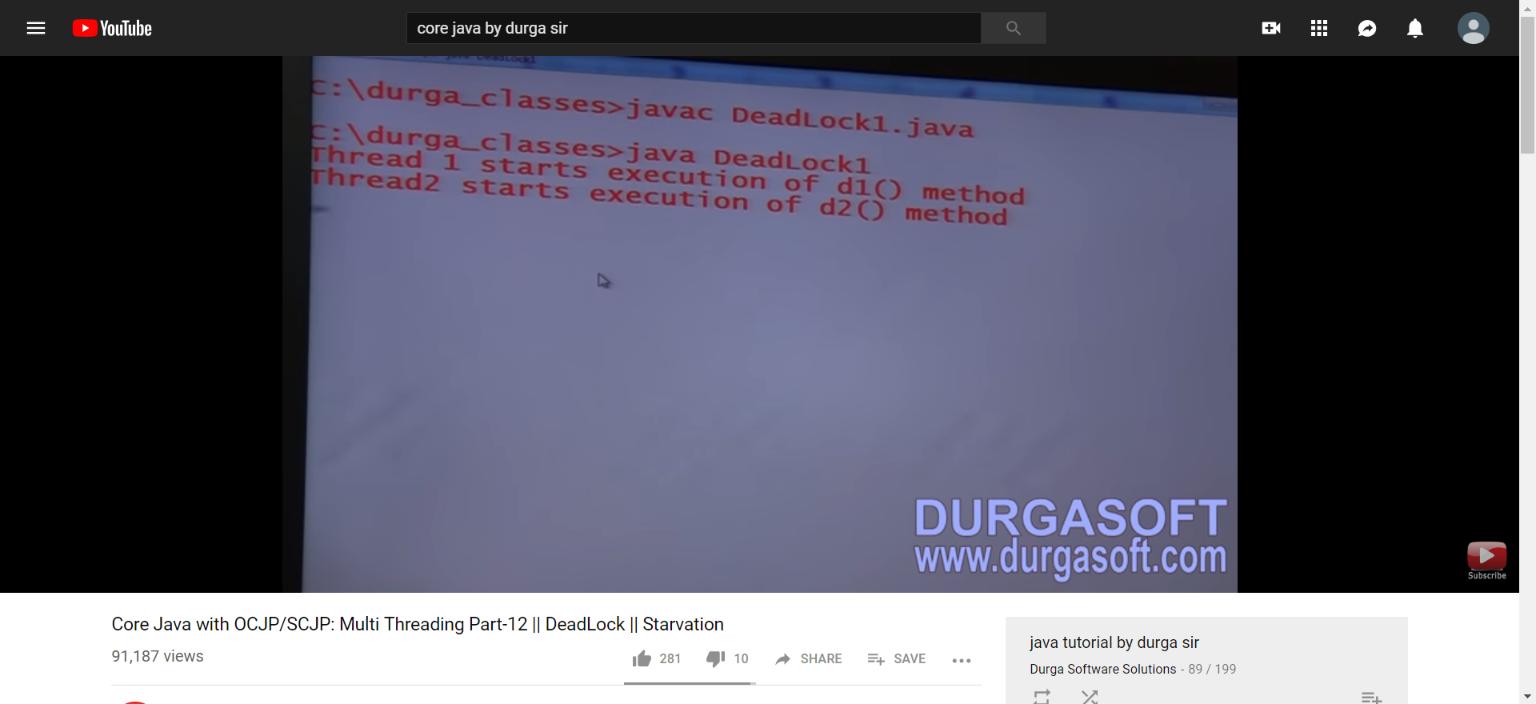 YouTube
core java by durga sir
C:\durga_classes>javac DeadLock1.java
C:\durga_classes>java DeadLock1
Thread 1 starts execution of d1() method
Thread2 starts execution of d2() method
DURGASOFT
www.durgasoft.com
Subscribe
Core Java with OCJP/SCJP: Multi Threading Part-12 || DeadLock || Starvation
91,187 views
281 10 SHARE SAVE
java tutorial by durga sir
Durga Software Solutions - 89 / 199